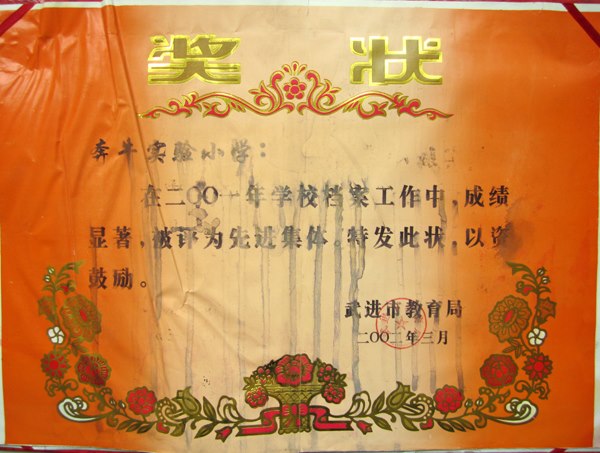 奖状
奔牛实验小学：
在二〇〇一年学校档案工作中，成绩
显著，被评为先进集体。特发此状，以资
鼓励。
武进市教育局
二〇〇二年三月